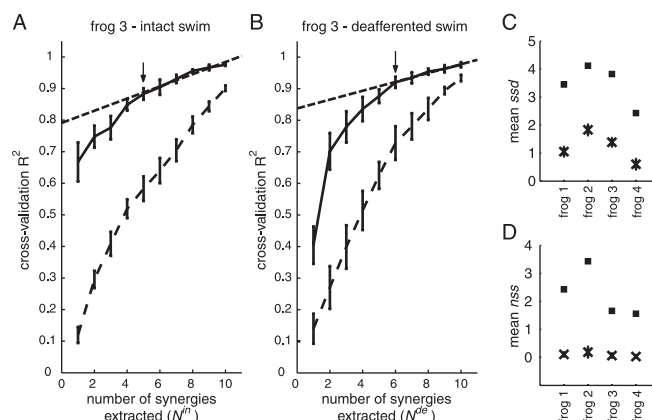 A
frog 3 - intact swim
cross-validation R²
1
0.9
0.8
0.7
0.6
0.5
0.4
0.3
0.2
0.1
0
0 2 4 6 8 10
number of synergies
extracted (Nⁱⁿ)
B
frog 3 - deafferented swim
cross-validation R²
1
0.9
0.8
0.7
0.6
0.5
0.4
0.3
0.2
0.1
0
0 2 4 6 8 10
number of synergies
extracted (Nᵈᵉ)
C
mean ssd
5
4
3
2
1
0
frog 1
frog 2
frog 3
frog 4
D
mean nss
4
3
2
1
0
frog 1
frog 2
frog 3
frog 4